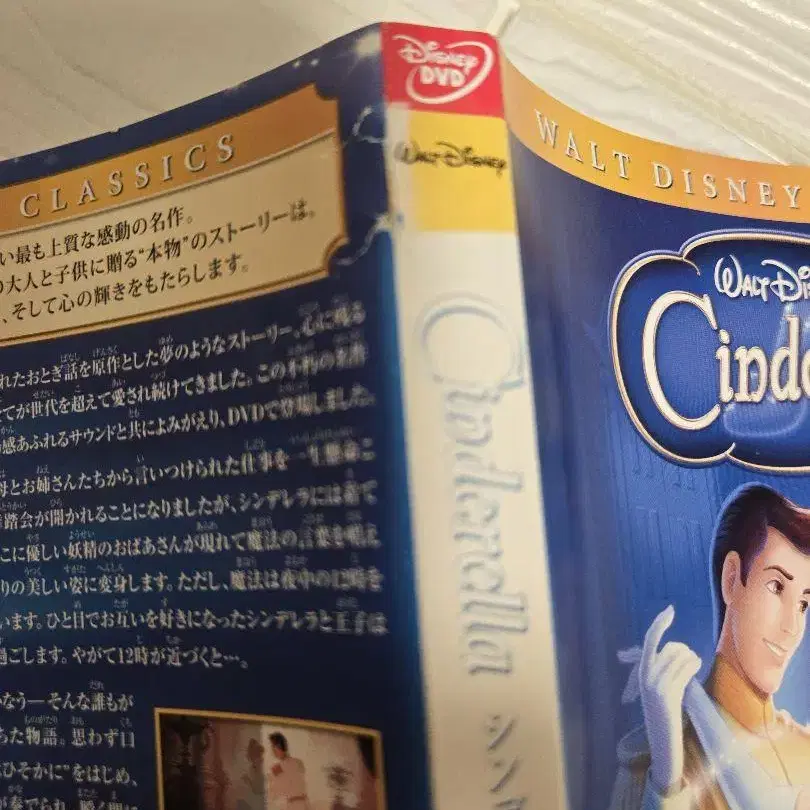 CLASSICS
い最も上質な感動の名作。
の大人と子供に贈る“本物”のストーリーは。
、そして心の輝きをもたらします。
れたおとぎ話を原作とした夢のようなストーリー、心に残る
てが世代を超えて愛され続けてきました。この不朽の名作
感あふれるサウンドと共によみがえり、DVDで登場しました。
母とお姉さんたちから言いつけられた仕事を一生懸命こ
踏会が開かれることになりましたが、シンデレラには着て
こに優しい妖精のおばあさんが現れて魔法の言葉を唱え
りの美しい姿に変身します。ただし、魔法は夜中の12時を
います。ひと目でお互いを好きになったシンデレラと王子は
過ごします。やがて12時が近づくと…。
なう—そんな誰もが
ちた物語。思わず口
ひそかに”をはじめ、
が奏でられ、
DISNEY
DVD
WALT DISNEY
Cinderella シンデ
WALT DISNEY
WALT DIS
Cinde